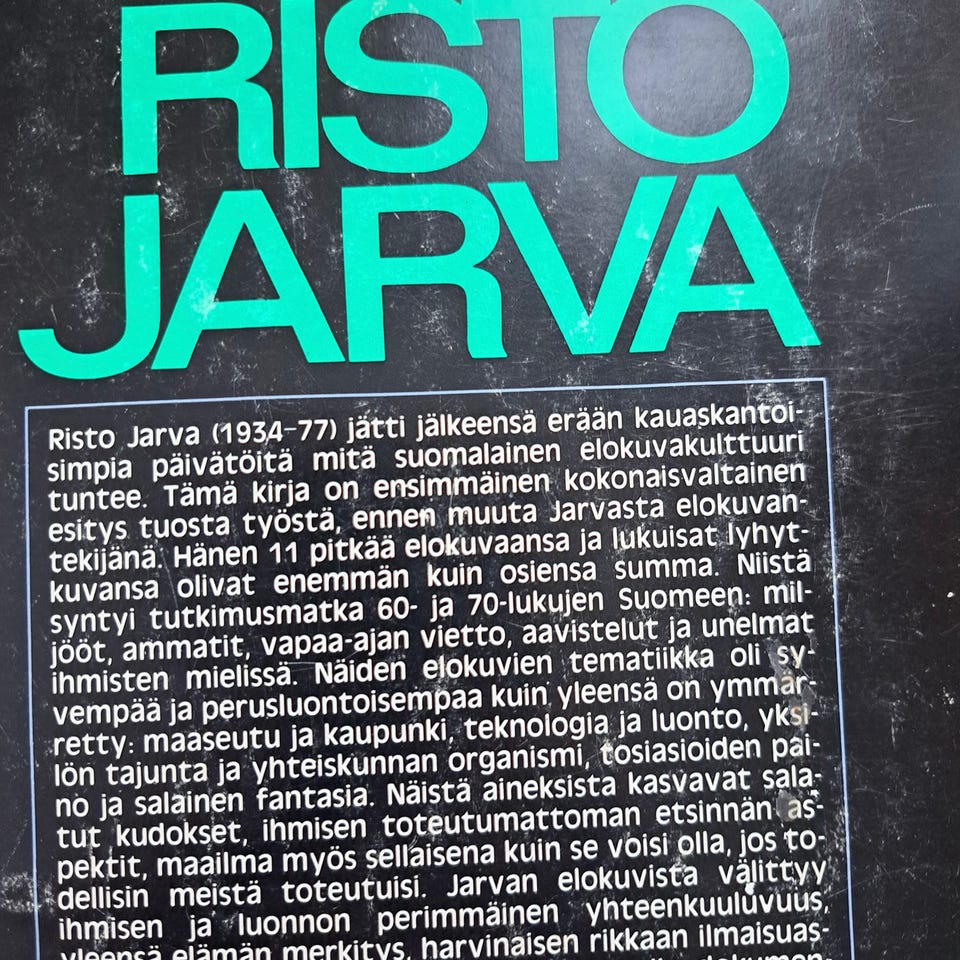 RISTO
JARVA
Risto Jarva (1934–77) jätti jälkeensä erään kauaskantoi-
simpia päivätöitä mitä suomalainen elokuvakulttuuri
tuntee. Tämä kirja on ensimmäinen kokonaisvaltainen
esitys tuosta työstä, ennen muuta Jarvasta elokuvan-
tekijänä. Hänen 11 pitkää elokuvaansa ja lukuisat lyhyt-
kuvansa olivat enemmän kuin osiensa summa. Niistä
syntyi tutkimusmatka 60- ja 70-lukujen Suomeen: mil-
jööt, ammatit, vapaa-ajan vietto, aavistelut ja unelmat
ihmisten mielissä. Näiden elokuvien tematiikka oli sy-
vempää ja perusluontoisempaa kuin yleensä on ymmär-
retty: maaseutu ja kaupunki, teknologia ja luonto, yksi-
lön tajunta ja yhteiskunnan organismi, tosiasioiden pai-
no ja salainen fantasia. Näistä aineksista kasvavat sala-
tut kudokset, ihmisen toteutumattoman etsinnän as-
pektit, maailma myös sellaisena kuin se voisi olla, jos to-
dellisin meistä toteutuisi. Jarvan elokuvista välittyy
ihmisen ja luonnon perimmäinen yhteenkuuluvuus,
yleensä elämän merkitys, harvinaisen rikkaan ilmaisuas-